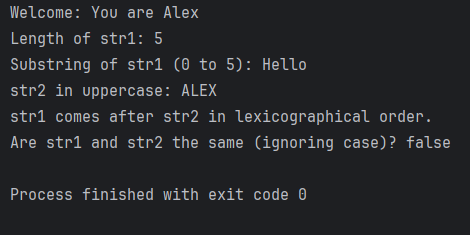 Welcome: You are Alex
Length of str1: 5
Substring of str1 (0 to 5): Hello
str2 in uppercase: ALEX
str1 comes after str2 in lexicographical order.
Are str1 and str2 the same (ignoring case)? false
Process finished with exit code 0